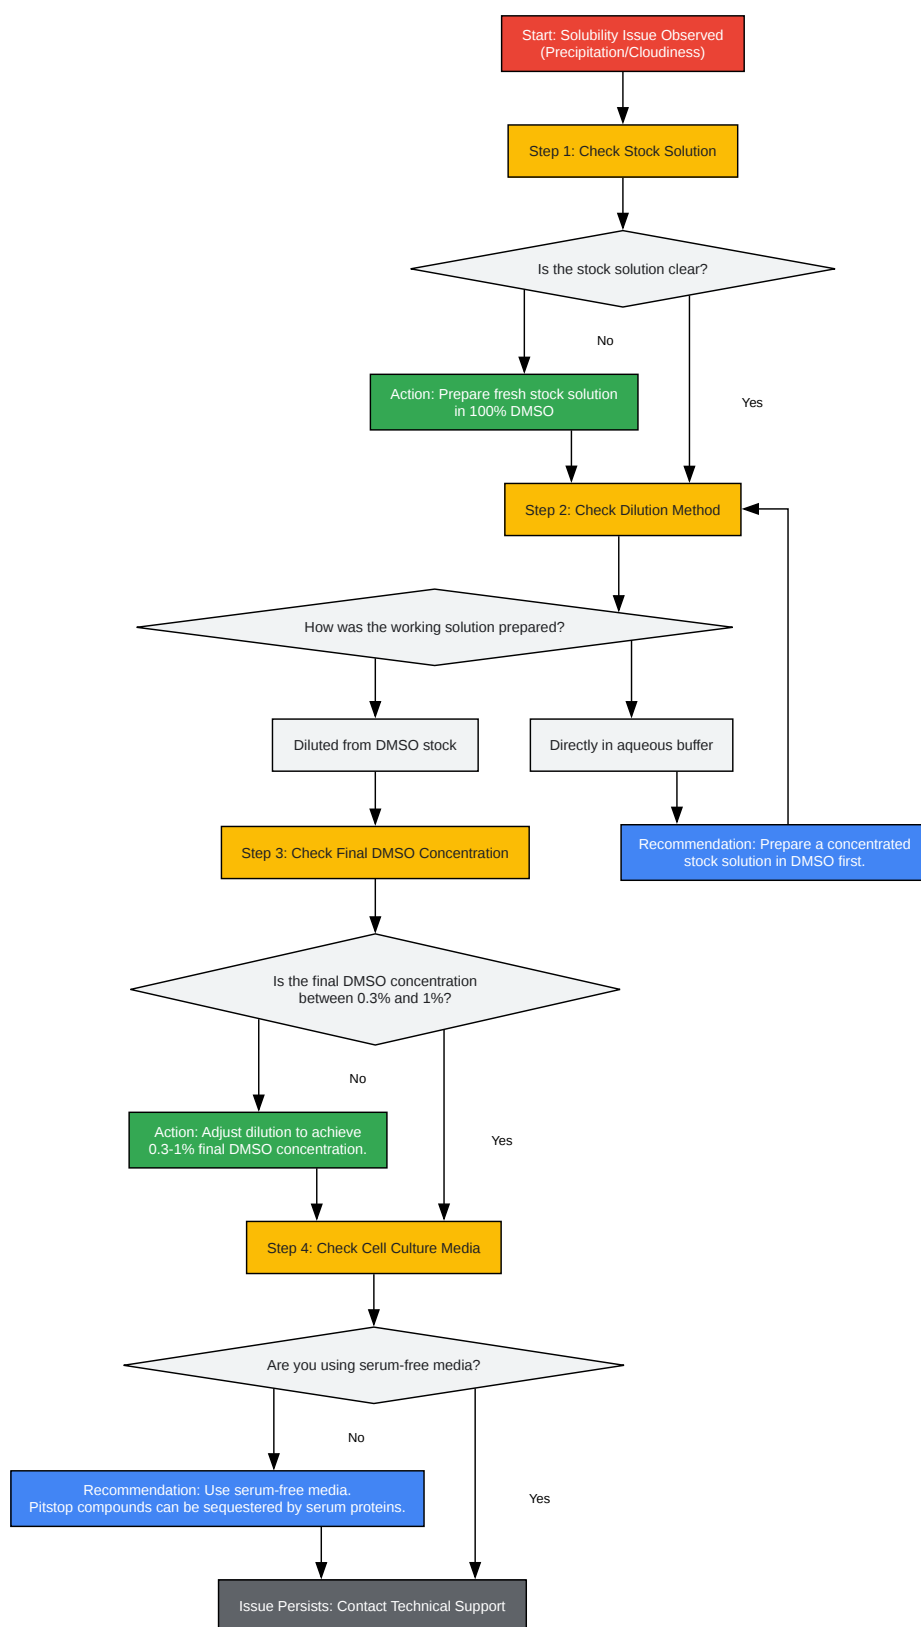 Start: Solubility Issue Observed
(Precipitation/Cloudiness)
Step 1: Check Stock Solution
Is the stock solution clear?
No
Yes
Action: Prepare fresh stock solution
in 100% DMSO
Step 2: Check Dilution Method
How was the working solution prepared?
Diluted from DMSO stock
Directly in aqueous buffer
Recommendation: Prepare a concentrated
stock solution in DMSO first.
Step 3: Check Final DMSO Concentration
Is the final DMSO concentration
between 0.3% and 1%?
No
Yes
Action: Adjust dilution to achieve
0.3-1% final DMSO concentration.
Step 4: Check Cell Culture Media
Are you using serum-free media?
No
Yes
Recommendation: Use serum-free media.
Pitstop compounds can be sequestered by serum proteins.
Issue Persists: Contact Technical Support